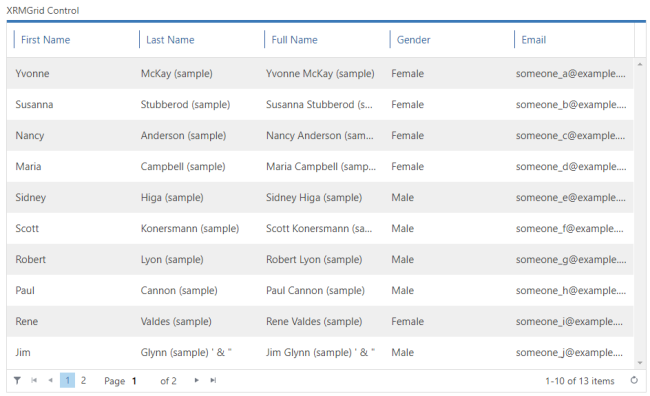 XRMGrid Control
First Name Last Name Full Name Gender Email
Yvonne McKay (sample) Yvonne McKay (sample) Female someone_a@example....
Susanna Stubberod (sample) Susanna Stubberod (s... Female someone_b@example....
Nancy Anderson (sample) Nancy Anderson (sam... Female someone_c@example....
Maria Campbell (sample) Maria Campbell (samp... Female someone_d@example....
Sidney Higa (sample) Sidney Higa (sample) Male someone_e@example....
Scott Konersmann (sample) Scott Konersmann (sa... Male someone_f@example....
Robert Lyon (sample) Robert Lyon (sample) Male someone_g@example....
Paul Cannon (sample) Paul Cannon (sample) Male someone_h@example....
Rene Valdes (sample) Rene Valdes (sample) Female someone_i@example....
Jim Glynn (sample) ' & " Jim Glynn (sample) ' & " Male someone_j@example....
1 2 Page 1 of 2 1-10 of 13 items